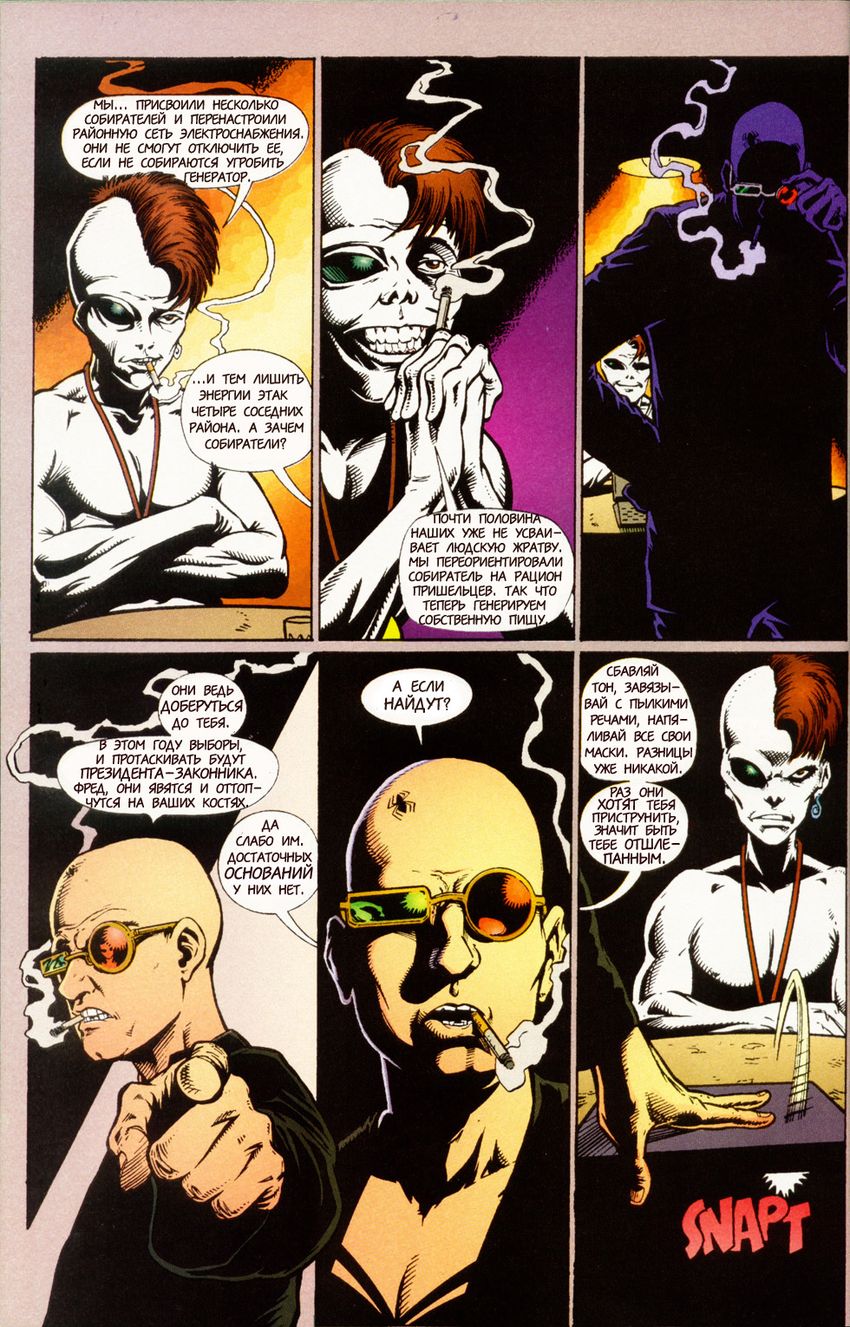 МЫ... ПРИСВОИЛИ НЕСКОЛЬКО
СОБИРАТЕЛЕЙ И ПЕРЕНАСТРОИЛИ
РАЙОННУЮ СЕТЬ ЭЛЕКТРОСНАБЖЕНИЯ.
ОНИ НЕ СМОГУТ ОТКЛЮЧИТЬ ЕЕ,
ЕСЛИ НЕ СОБИРАЮТСЯ УГРОБИТЬ
ГЕНЕРАТОР.
...И ТЕМ ЛИШИТЬ
ЭНЕРГИИ ЭТАК
ЧЕТЫРЕ СОСЕДНИХ
РАЙОНА. А ЗАЧЕМ
СОБИРАТЕЛИ?
ПОЧТИ ПОЛОВИНА
НАШИХ УЖЕ НЕ УСВАИ-
ВАЕТ ЛЮДСКУЮ ЖРАТВУ.
МЫ ПЕРЕОРИЕНТИРОВАЛИ
СОБИРАТЕЛЬ НА РАЦИОН
ПРИШЕЛЬЦЕВ. ТАК ЧТО
ТЕПЕРЬ ГЕНЕРИРУЕМ
СОБСТВЕННУЮ ПИЩУ.
ОНИ ВЕДЬ
ДОБЕРУТЬСЯ
ДО ТЕБЯ.
В ЭТОМ ГОДУ ВЫБОРЫ,
И ПРОТАСКИВАТЬ БУДУТ
ПРЕЗИДЕНТА-ЗАКОННИКА.
ФРЕД, ОНИ ЯВЯТСЯ И ОТТОП-
ЧУТСЯ НА ВАШИХ КОСТЯХ.
ДА
СЛАБО ИМ.
ДОСТАТОЧНЫХ
ОСНОВАНИЙ
У НИХ НЕТ.
А ЕСЛИ
НАЙДУТ?
СБАВЛЯЙ
ТОН, ЗАВЯЗЫ-
ВАЙ С ПЫЛКИМИ
РЕЧАМИ, НАПЯ-
ЛИВАЙ ВСЕ СВОИ
МАСКИ. РАЗНИЦЫ
УЖЕ НИКАКОЙ.
РАЗ ОНИ
ХОТЯТ ТЕБЯ
ПРИСТРУНИТЬ,
ЗНАЧИТ БЫТЬ
ТЕБЕ ОТШЛЕ-
ПАННЫМ.
SNAPT